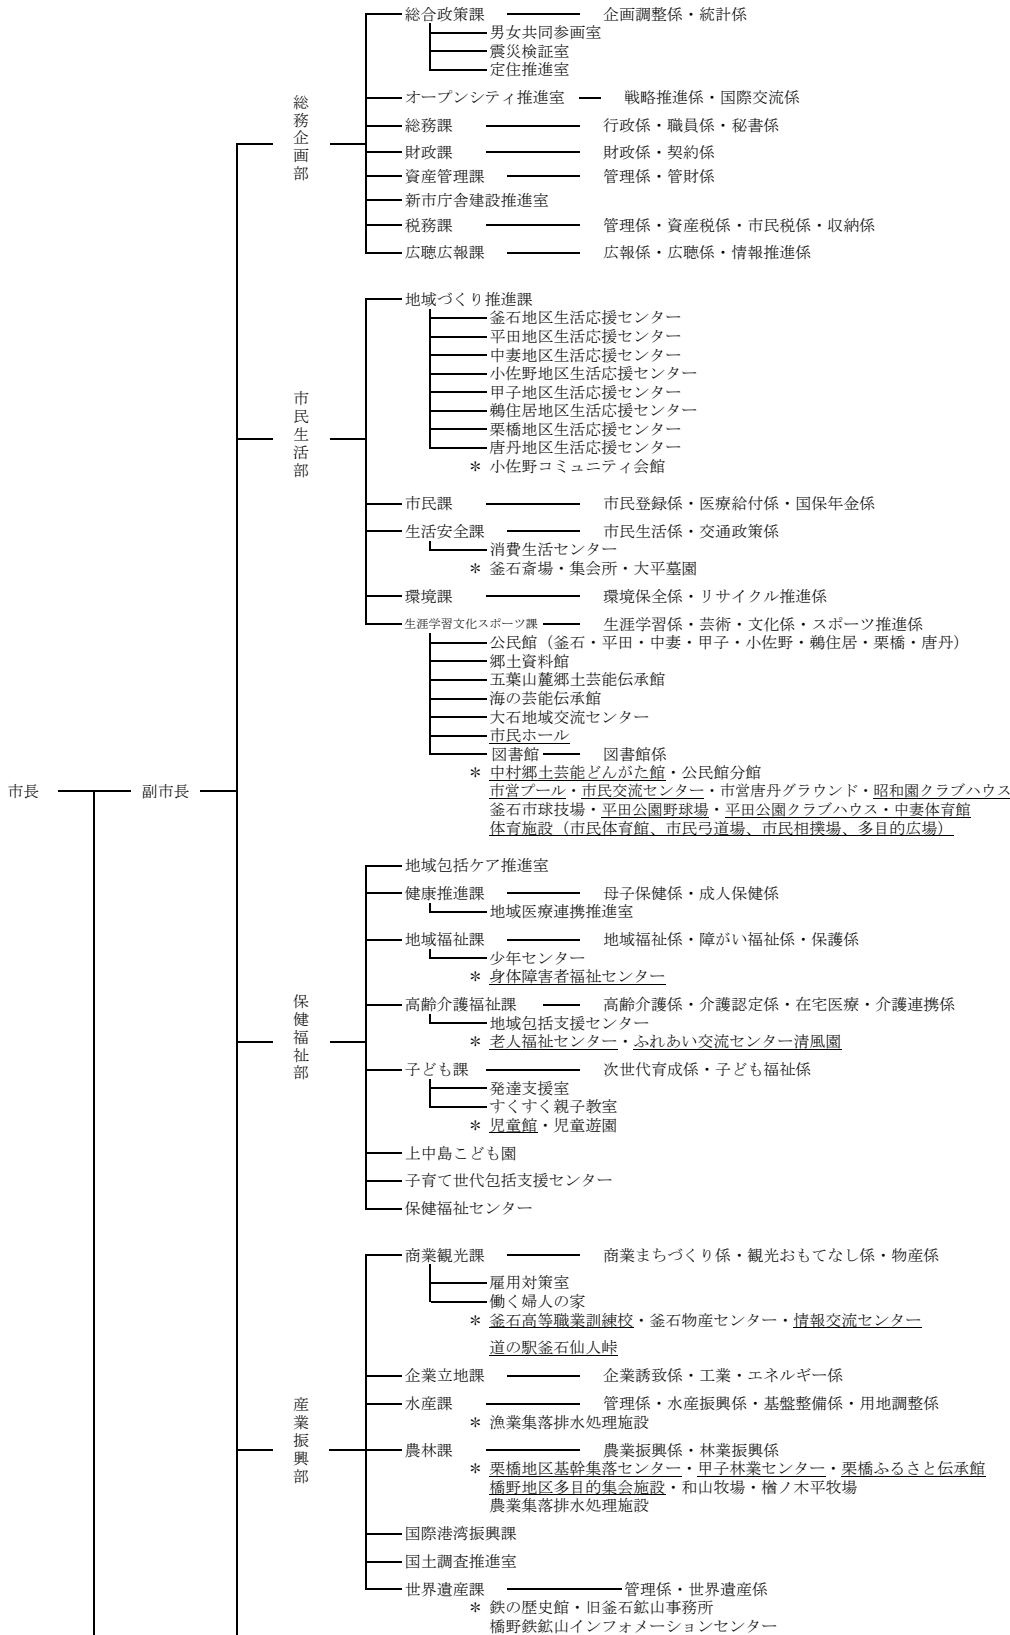 総合政策課 企画調整係・統計係
男女共同参画室
震災検証室
定住推進室
オープンシティ推進室 戦略推進係・国際交流係
総務企画部
総務課 行政係・職員係・秘書係
財政課 財政係・契約係
資産管理課 管理係・管財係
新市庁舎建設推進室
税務課 管理係・資産税係・市民税係・収納係
広聴広報課 広報係・広聴係・情報推進係
地域づくり推進課
釜石地区生活応援センター
平田地区生活応援センター
中妻地区生活応援センター
小佐野地区生活応援センター
甲子地区生活応援センター
鵜住居地区生活応援センター
栗橋地区生活応援センター
唐丹地区生活応援センター
＊ 小佐野コミュニティ会館
市民生活部
市民課 市民登録係・医療給付係・国保年金係
生活安全課 市民生活係・交通政策係
消費生活センター
＊ 釜石斎場・集会所・大平墓園
環境課 環境保全係・リサイクル推進係
生涯学習文化スポーツ課 生涯学習係・芸術・文化係・スポーツ推進係
公民館（釜石・平田・中妻・甲子・小佐野・鵜住居・栗橋・唐丹）
郷土資料館
五葉山麓郷土芸能伝承館
海の芸能伝承館
大石地域交流センター
市民ホール
図書館 図書館係
＊ 中村郷土芸能どんがた館・公民館分館
市営プール・市民交流センター・市営唐丹グラウンド・昭和園クラブハウス
市長 副市長
釜石市球技場・平田公園野球場・平田公園クラブハウス・中妻体育館
体育施設（市民体育館、市民弓道場、市民相撲場、多目的広場）
地域包括ケア推進室
健康推進課 母子保健係・成人保健係
地域医療連携推進室
地域福祉課 地域福祉係・障がい福祉係・保護係
少年センター
＊ 身体障害者福祉センター
保健福祉部
高齢介護福祉課 高齢介護係・介護認定係・在宅医療・介護連携係
地域包括支援センター
＊ 老人福祉センター・ふれあい交流センター清風園
子ども課 次世代育成係・子ども福祉係
発達支援室
すくすく親子教室
＊ 児童館・児童遊園
上中島こども園
子育て世代包括支援センター
保健福祉センター
商業観光課 商業まちづくり係・観光おもてなし係・物産係
雇用対策室
働く婦人の家
＊ 釜石高等職業訓練校・釜石物産センター・情報交流センター
道の駅釜石仙人峠
企業立地課 企業誘致係・工業・エネルギー係
産業振興部
水産課 管理係・水産振興係・基盤整備係・用地調整係
＊ 漁業集落排水処理施設
農林課 農業振興係・林業振興係
＊ 栗橋地区基幹集落センター・甲子林業センター・栗橋ふるさと伝承館
橋野地区多目的集会施設・和山牧場・楢ノ木平牧場
農業集落排水処理施設
国際港湾振興課
国土調査推進室
世界遺産課 管理係・世界遺産係
＊ 鉄の歴史館・旧釜石鉱山事務所
橋野鉄鉱山インフォメーションセンター